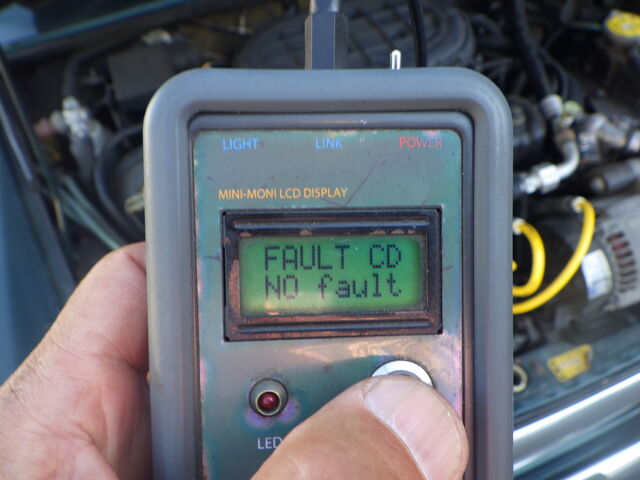 LIGHT LINK POWER
MINI-MONI LCD DISPLAY
FAULT CD
NO fault
LED